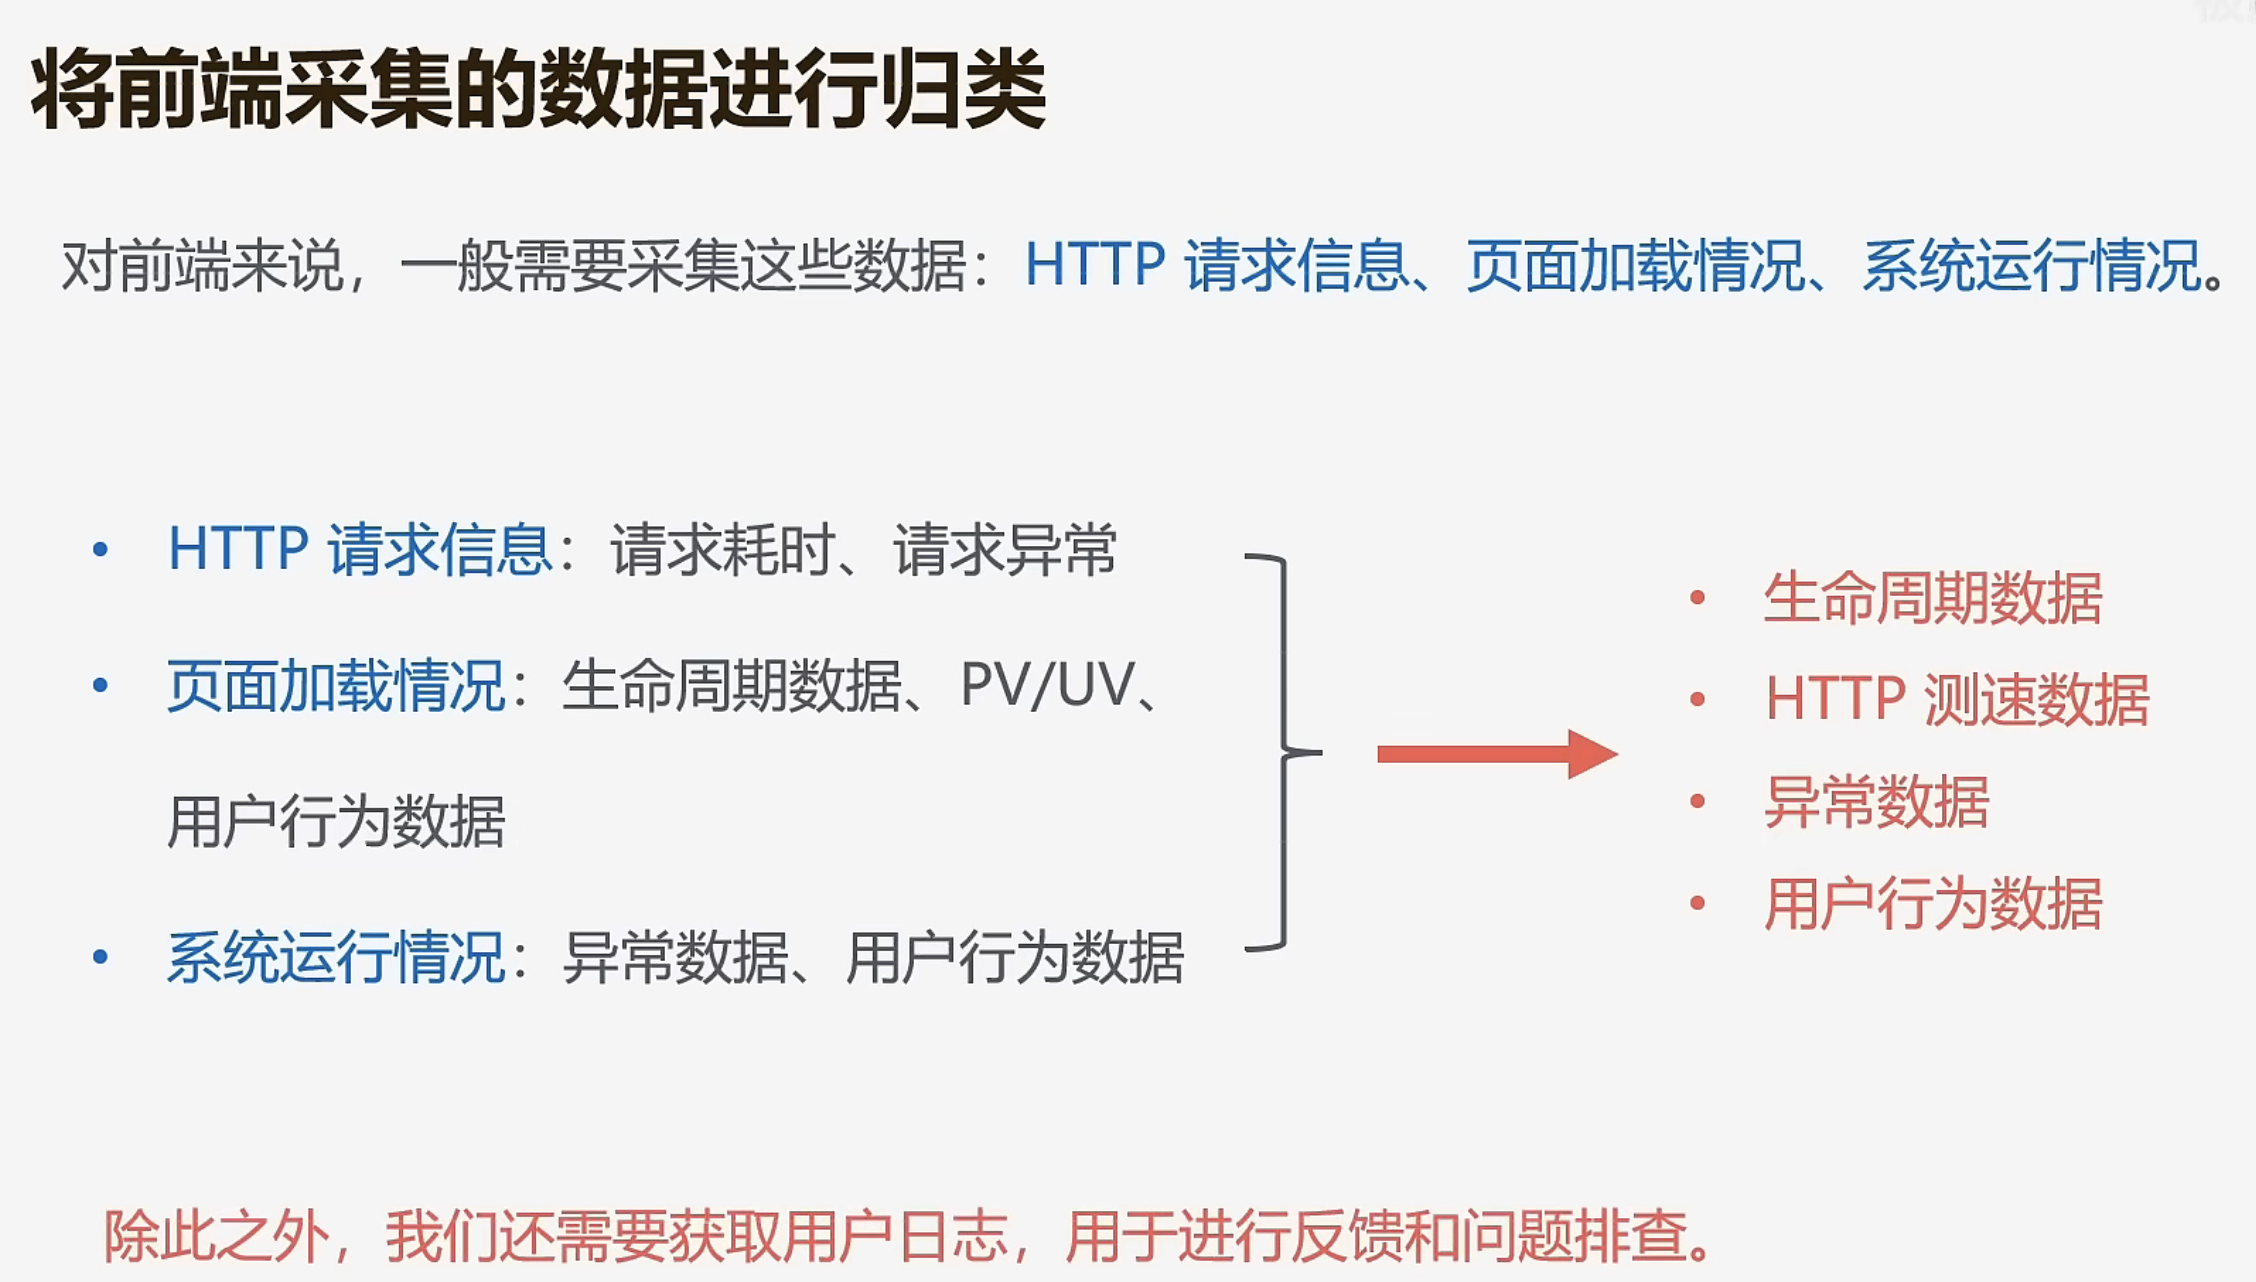 将前端采集的数据进行归类
对前端来说，一般需要采集这些数据：HTTP 请求信息、页面加载情况、系统运行情况。
• HTTP 请求信息：请求耗时、请求异常
• 页面加载情况：生命周期数据、PV/UV、
用户行为数据
• 系统运行情况：异常数据、用户行为数据
• 生命周期数据
• HTTP 测速数据
• 异常数据
• 用户行为数据
除此之外，我们还需要获取用户日志，用于进行反馈和问题排查。